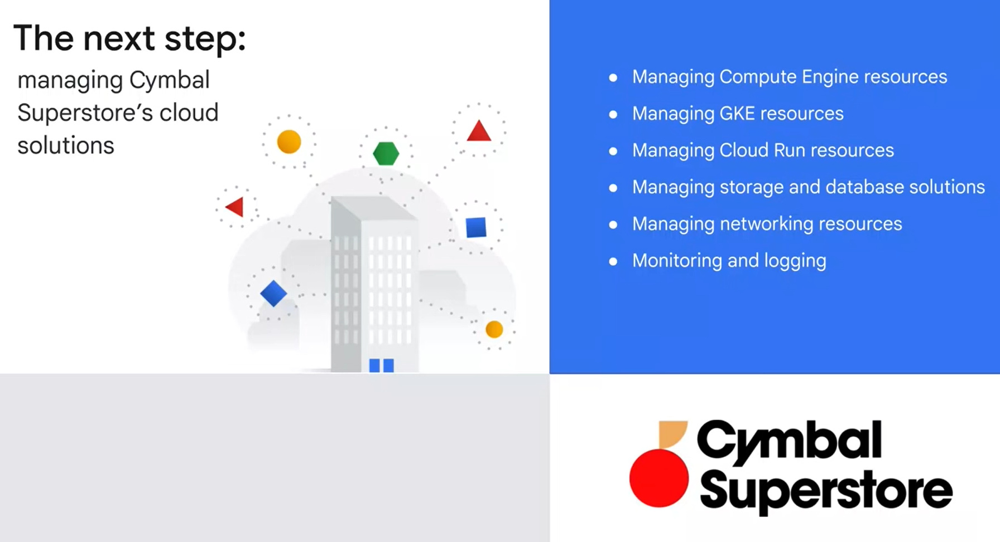 The next step:
managing Cymbal
Superstore’s cloud
solutions
● Managing Compute Engine resources
● Managing GKE resources
● Managing Cloud Run resources
● Managing storage and database solutions
● Managing networking resources
● Monitoring and logging
Cymbal
Superstore